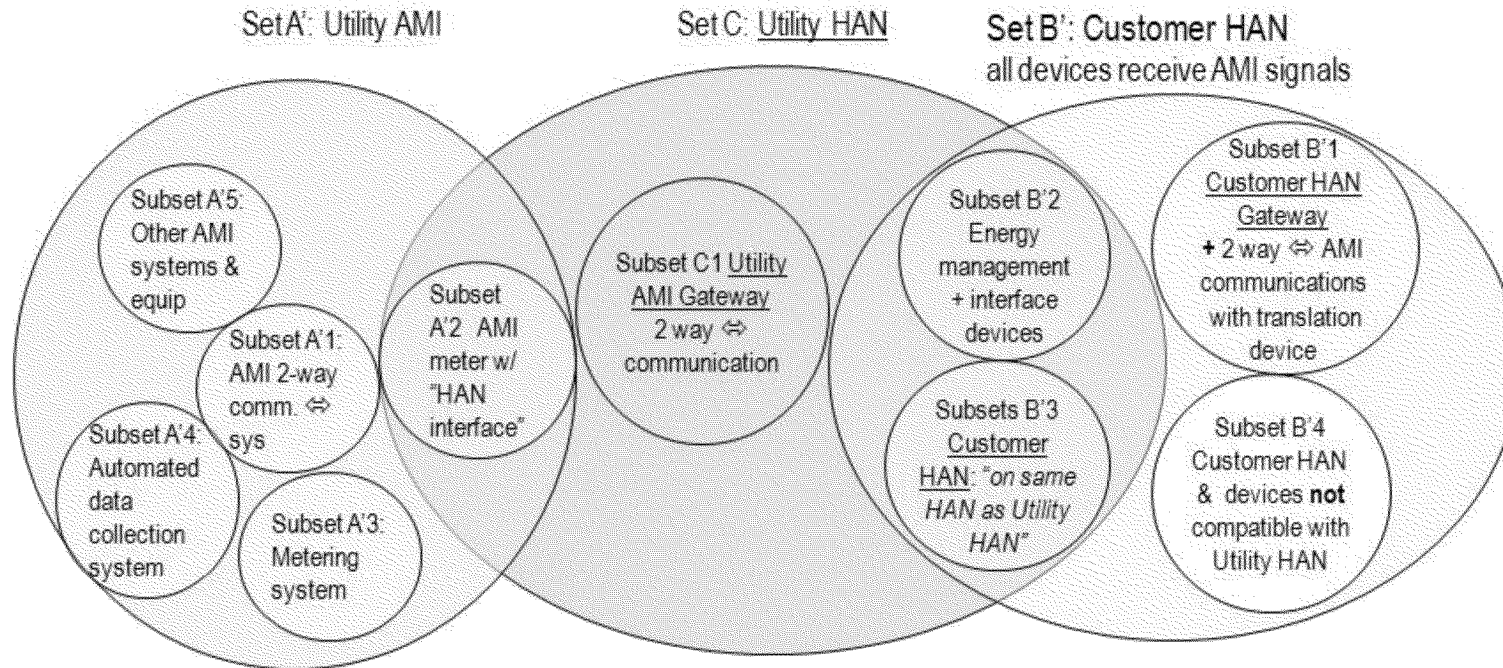 Set A': Utility AMI
Set C: Utility HAN
Set B': Customer HAN
all devices receive AMI signals
Subset A'5:
Other AMI
systems &
equip
Subset A'1:
AMI 2-way
comm. ⇔
sys
Subset A'4:
Automated
data
collection
system
Subset A'3:
Metering
system
Subset
A'2 AMI
meter w/
"HAN
interface"
Subset C1 Utility
AMI Gateway
2 way ⇔
communication
Subset B'2
Energy
management
+ interface
devices
Subsets B'3
Customer
HAN: "on same
HAN as Utility
HAN"
Subset B'1
Customer HAN
Gateway
+ 2 way ⇔ AMI
communications
with translation
device
Subset B'4
Customer HAN
& devices not
compatible with
Utility HAN